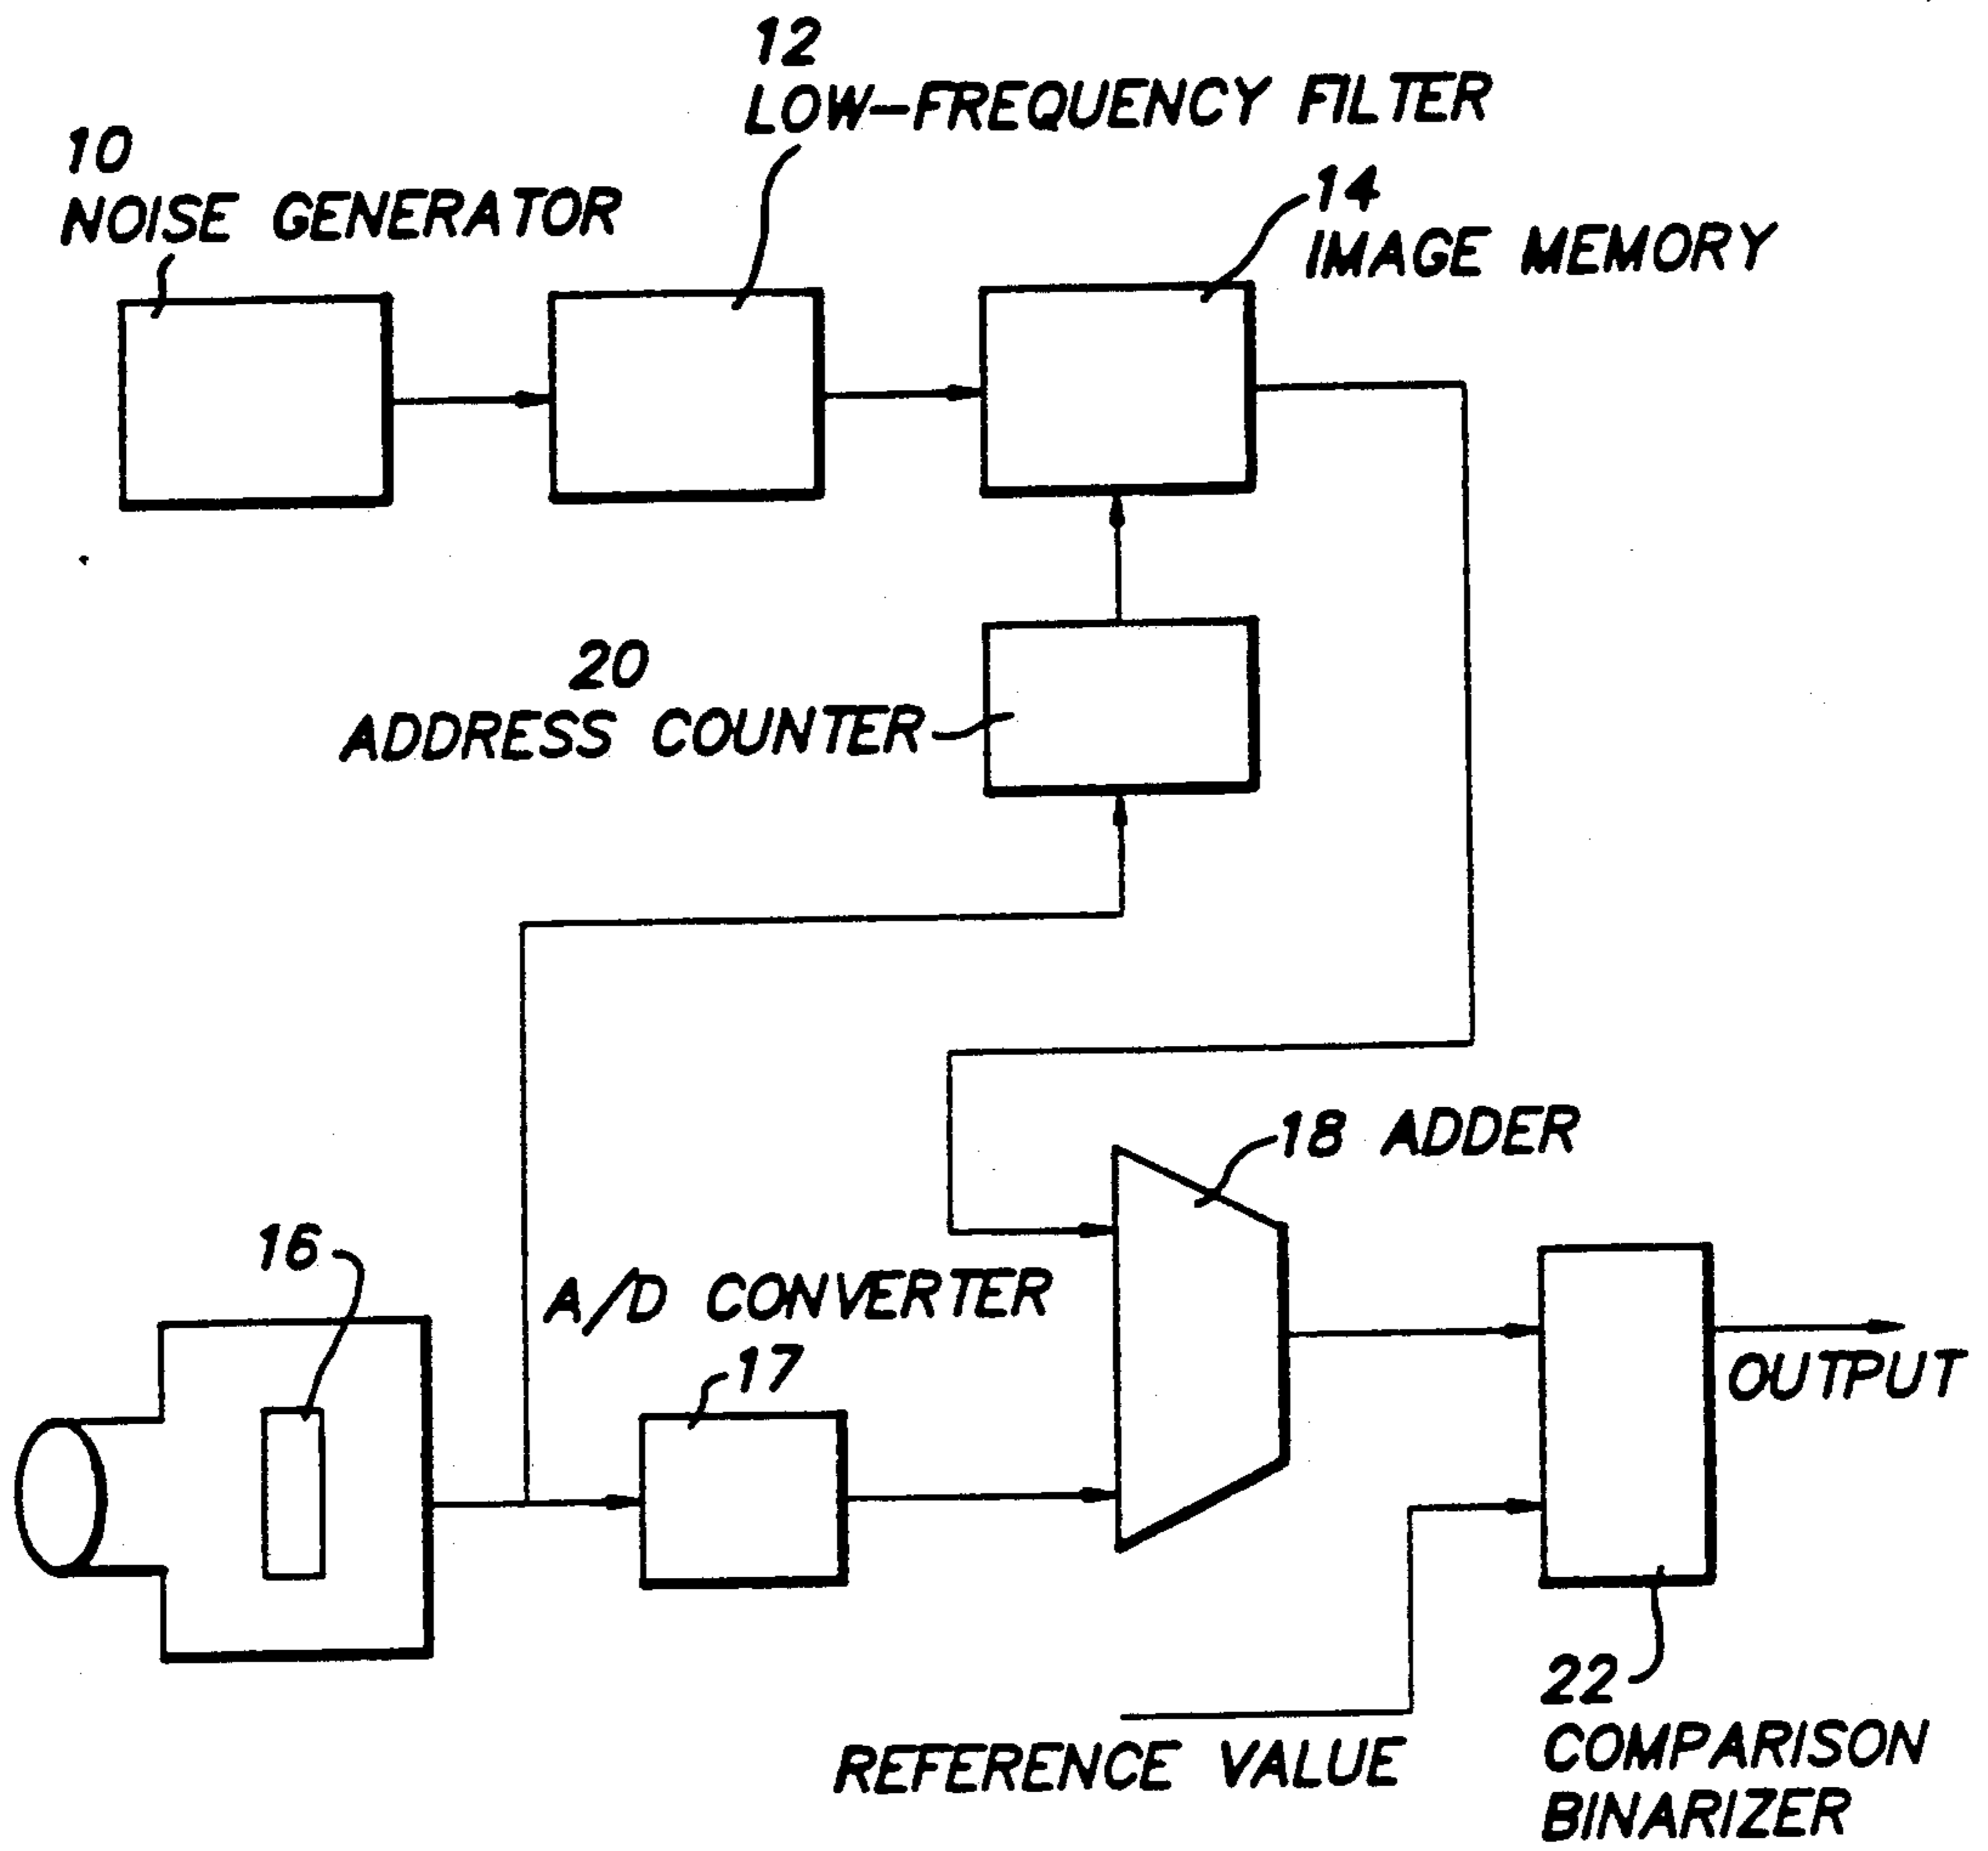 12
LOW-FREQUENCY FILTER
10
NOISE GENERATOR
14
IMAGE MEMORY
20
ADDRESS COUNTER
18 ADDER
16
A/D CONVERTER
17
OUTPUT
22
COMPARISON
BINARIZER
REFERENCE VALUE